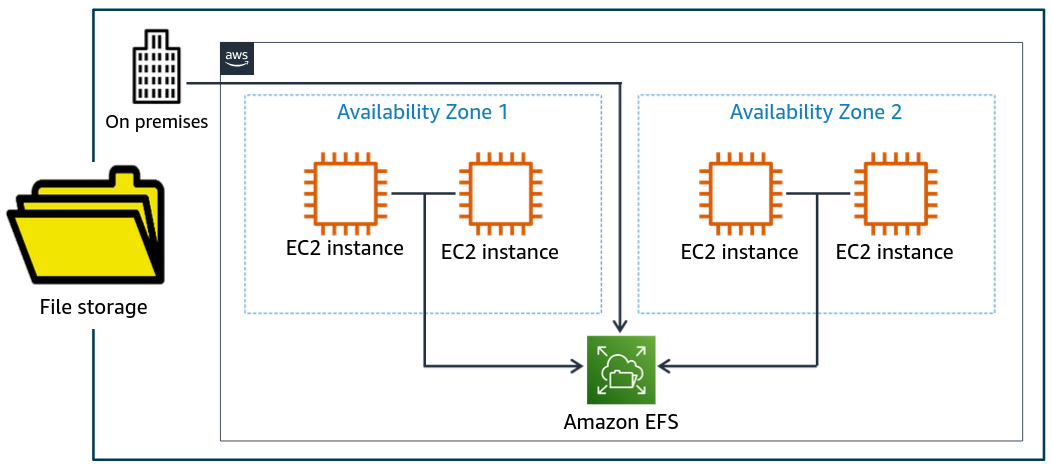 aws
On premises
Availability Zone 1
Availability Zone 2
EC2 instance
EC2 instance
EC2 instance
EC2 instance
File storage
Amazon EFS